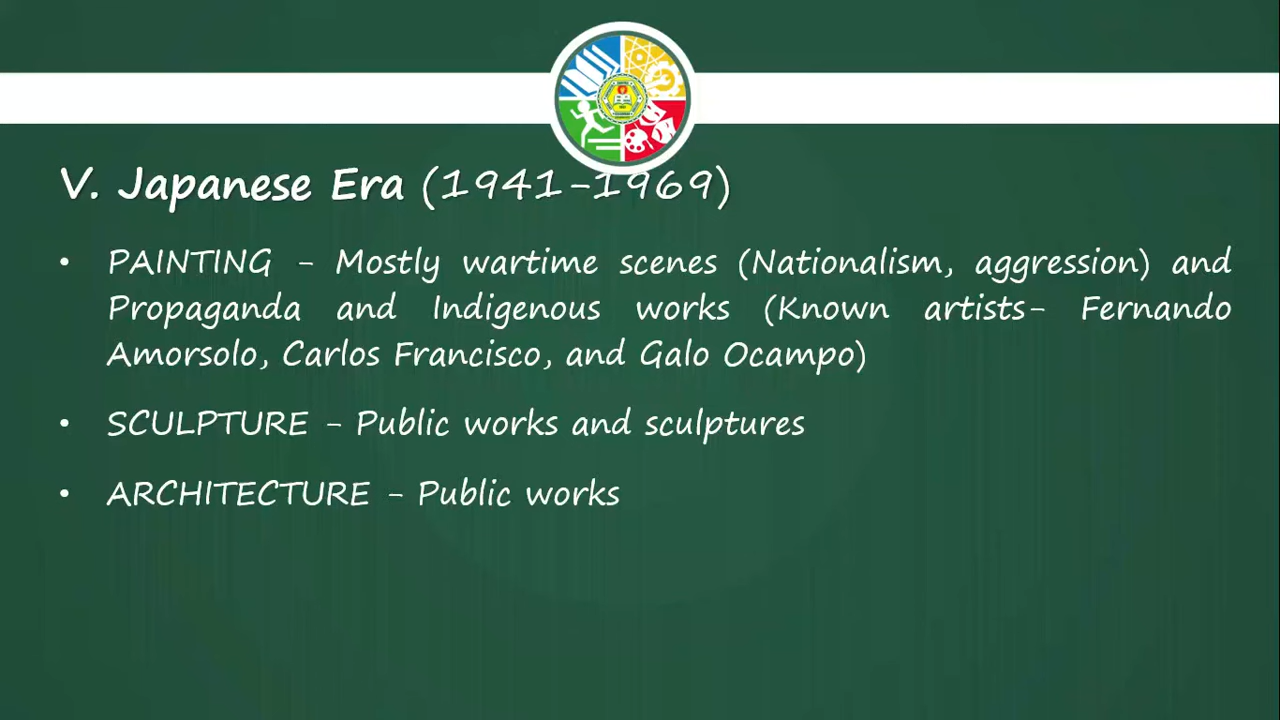 V. Japanese Era (1941-1969)
• PAINTING - Mostly wartime scenes (Nationalism, aggression) and
Propaganda and Indigenous works (Known artists- Fernando
Amorsolo, Carlos Francisco, and Galo Ocampo)
• SCULPTURE - Public works and sculptures
• ARCHITECTURE - Public works